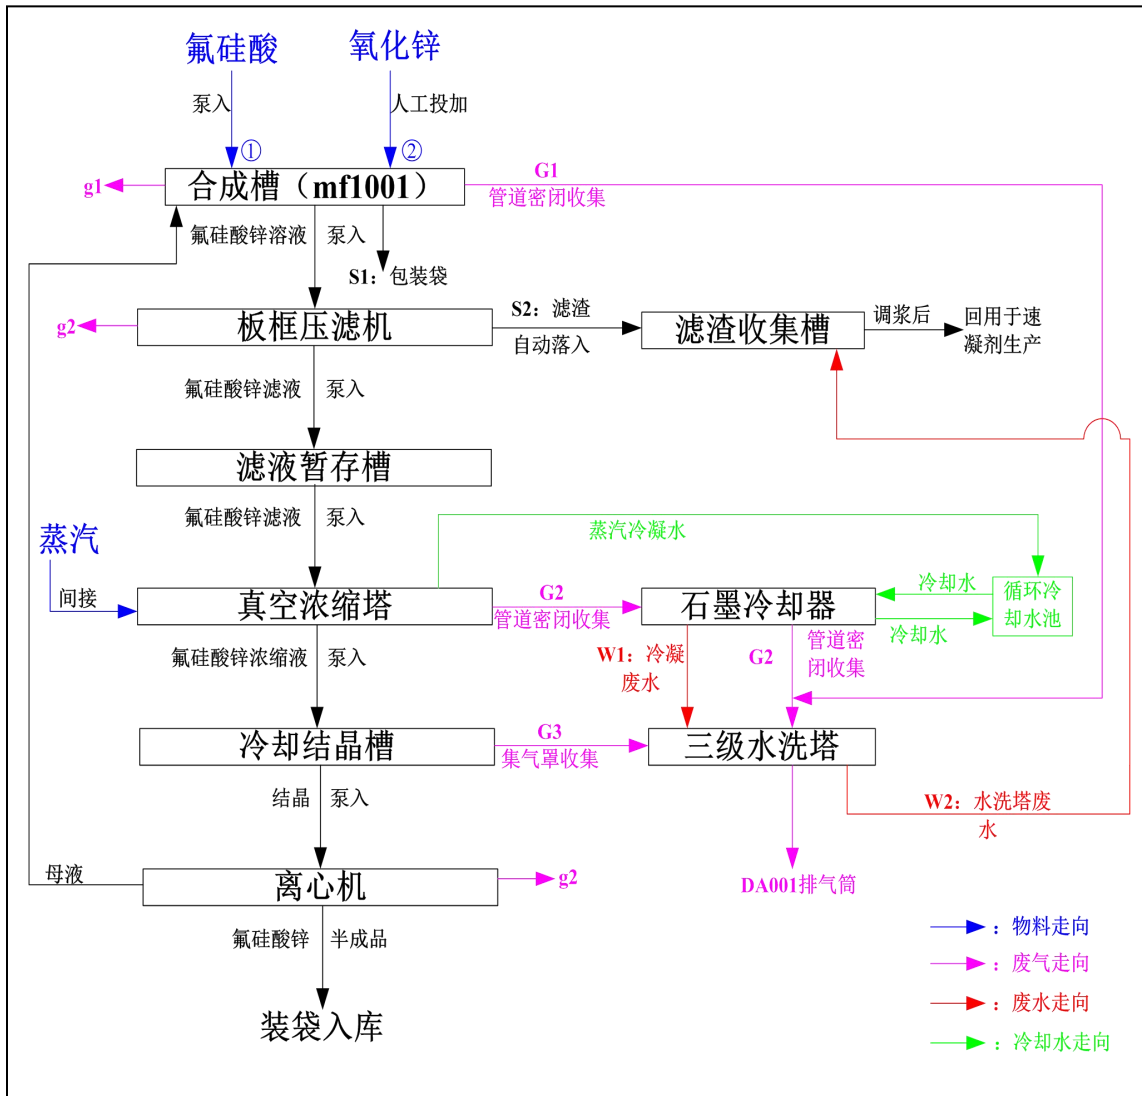 氟硅酸
氧化锌
泵入
人工投加
①
②
G1
g1
合成槽（mf1001）
管道密闭收集
氟硅酸锌溶液
泵入
S1：包装袋
S2：滤渣
调浆后
g2
板框压滤机
滤渣收集槽
回用于速
凝剂生产
自动落入
氟硅酸锌滤液
泵入
滤液暂存槽
氟硅酸锌滤液
泵入
蒸汽
蒸汽冷凝水
间接
真空浓缩塔
G2
管道密闭收集
石墨冷却器
冷却水
冷却水
循环冷
却水池
氟硅酸锌浓缩液
泵入
W1：冷凝
废水
G2
管道密
闭收集
冷却结晶槽
G3
集气罩收集
三级水洗塔
结晶
泵入
W2：水洗塔废
水
母液
离心机
g2
DA001排气筒
氟硅酸锌
半成品
装袋入库
：物料走向
：废气走向
：废水走向
：冷却水走向